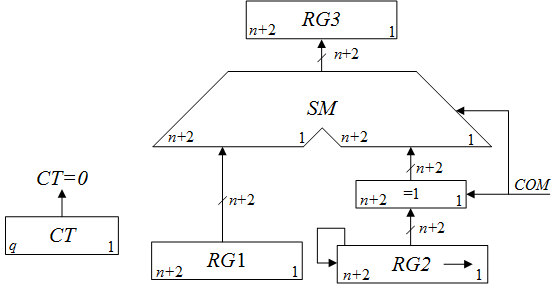 RG3
n+2 1
n+2
SM
n+2 1 n+2 1
n+2
CT=0
=1
n+2 1
COM
n+2
n+2
CT
q 1
RG1
n+2 1
RG2
n+2 1